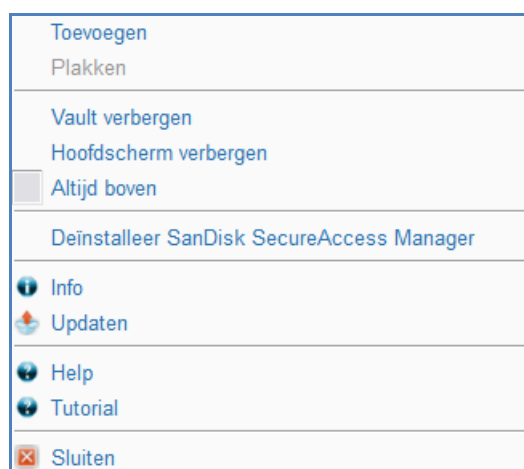 Toevoegen
Plakken
Vault verbergen
Hoofdscherm verbergen
Altijd boven
Deïnstalleer SanDisk SecureAccess Manager
Info
Updaten
Help
Tutorial
Sluiten